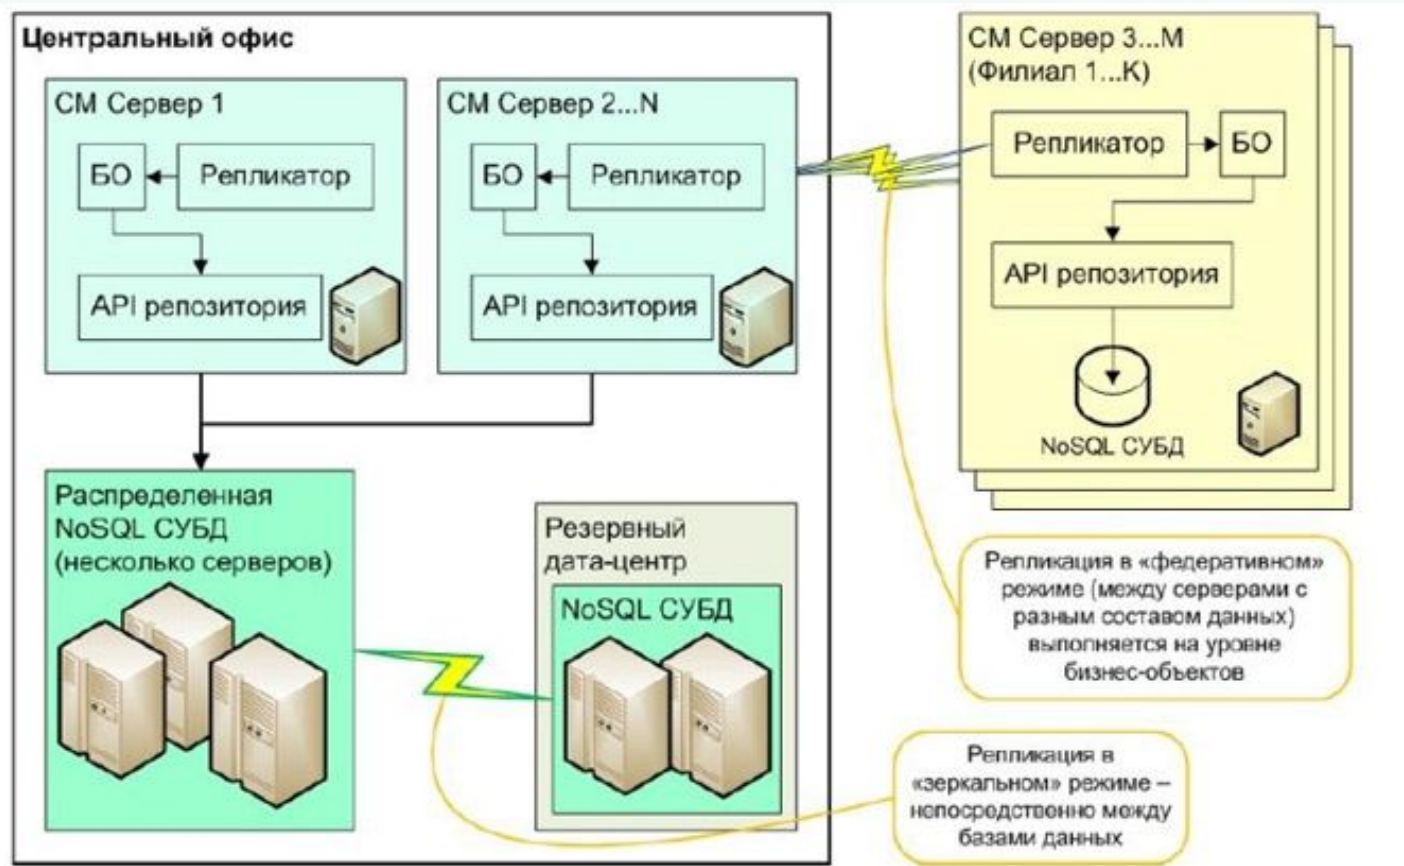 Центральный офис
СМ Сервер 1
БО
Репликатор
API репозитория
СМ Сервер 2...N
БО
Репликатор
API репозитория
СМ Сервер 3...М
(Филиал 1...К)
Репликатор
БО
API репозитория
NoSQL СУБД
Распределенная
NoSQL СУБД
(несколько серверов)
Резервный
дата-центр
NoSQL СУБД
Репликация в «федеративном»
режиме (между серверами с
разным составом данных)
выполняется на уровне
бизнес-объектов
Репликация в
«зеркальном» режиме –
непосредственно между
базами данных